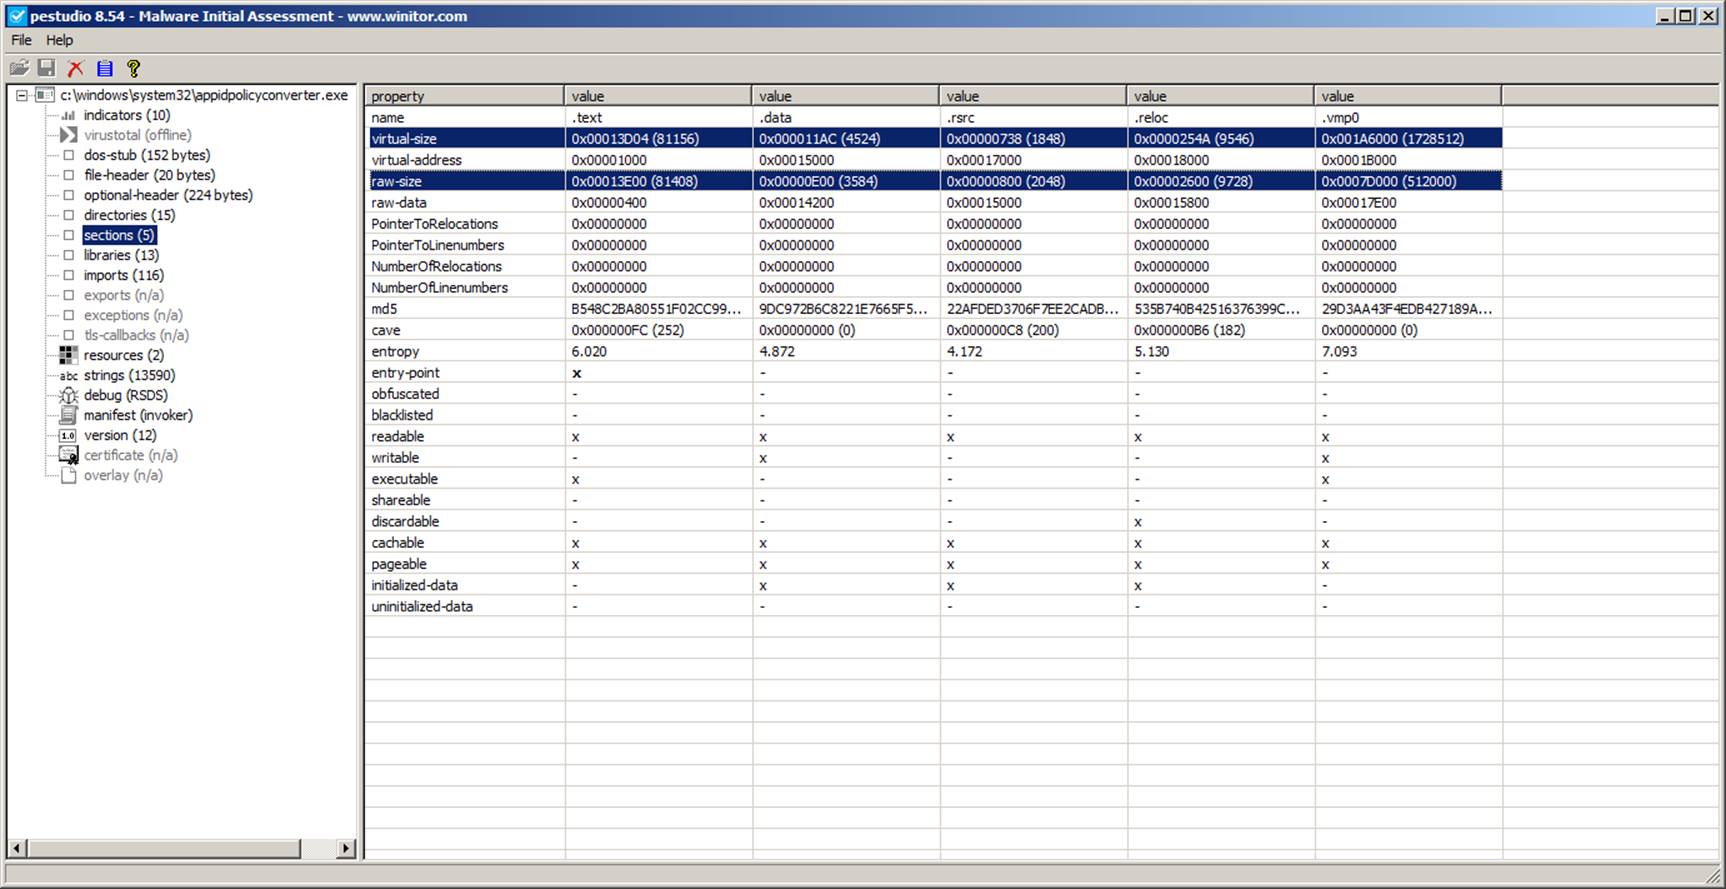 pestudio 8.54 - Malware Initial Assessment - www.winitor.com
File Help
c:\windows\system32\appidpolicyconverter.exe
indicators (10)
virustotal (offline)
dos-stub (152 bytes)
file-header (20 bytes)
optional-header (224 bytes)
directories (15)
sections (5)
libraries (13)
imports (116)
exports (n/a)
exceptions (n/a)
tls-callbacks (n/a)
resources (2)
abc strings (13590)
debug (RSDS)
manifest (invoker)
1.0 version (12)
certificate (n/a)
overlay (n/a)
property value value value value value
name .text .data .rsrc .reloc .vmp0
virtual-size 0x00013D04 (81156) 0x000011AC (4524) 0x00000738 (1848) 0x0000254A (9546) 0x001A6000 (1728512)
virtual-address 0x00001000 0x00015000 0x00017000 0x00018000 0x0001B000
raw-size 0x00013E00 (81408) 0x00000E00 (3584) 0x00000800 (2048) 0x00002600 (9728) 0x0007D000 (512000)
raw-data 0x00000400 0x00014200 0x00015000 0x00015800 0x00017E00
PointerToRelocations 0x00000000 0x00000000 0x00000000 0x00000000 0x00000000
PointerToLinenumbers 0x00000000 0x00000000 0x00000000 0x00000000 0x00000000
NumberOfRelocations 0x00000000 0x00000000 0x00000000 0x00000000 0x00000000
NumberOfLinenumbers 0x00000000 0x00000000 0x00000000 0x00000000 0x00000000
md5 B548C2BA80551F02CC99... 9DC972B6C8221E7665F5... 22AFDED3706F7EE2CADB... 535B740B42516376399C... 29D3AA43F4EDB427189A...
cave 0x000000FC (252) 0x00000000 (0) 0x000000C8 (200) 0x000000B6 (182) 0x00000000 (0)
entropy 6.020 4.872 4.172 5.130 7.093
entry-point x - - - -
obfuscated - - - - -
blacklisted - - - - -
readable x x x x x
writable - x - - x
executable x - - - x
shareable - - - - -
discardable - - - x -
cachable x x x x x
pageable x x x x x
initialized-data - x x x -
uninitialized-data - - - - -